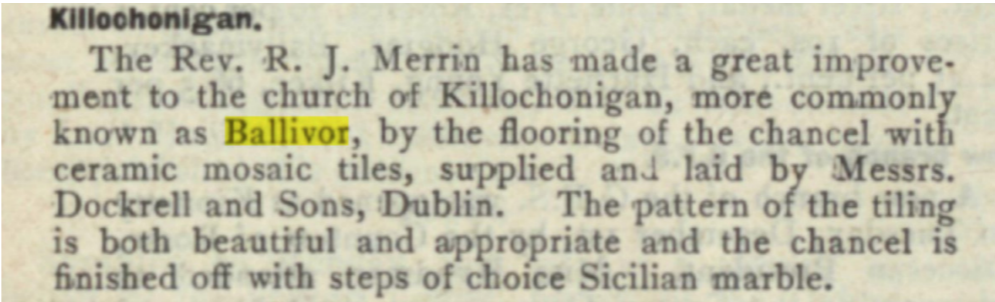 Killochonigan.
The Rev. R. J. Merrin has made a great improve-
ment to the church of Killochonigan, more commonly
known as Ballivor, by the flooring of the chancel with
ceramic mosaic tiles, supplied and laid by Messrs.
Dockrell and Sons, Dublin. The pattern of the tiling
is both beautiful and appropriate and the chancel is
finished off with steps of choice Sicilian marble.